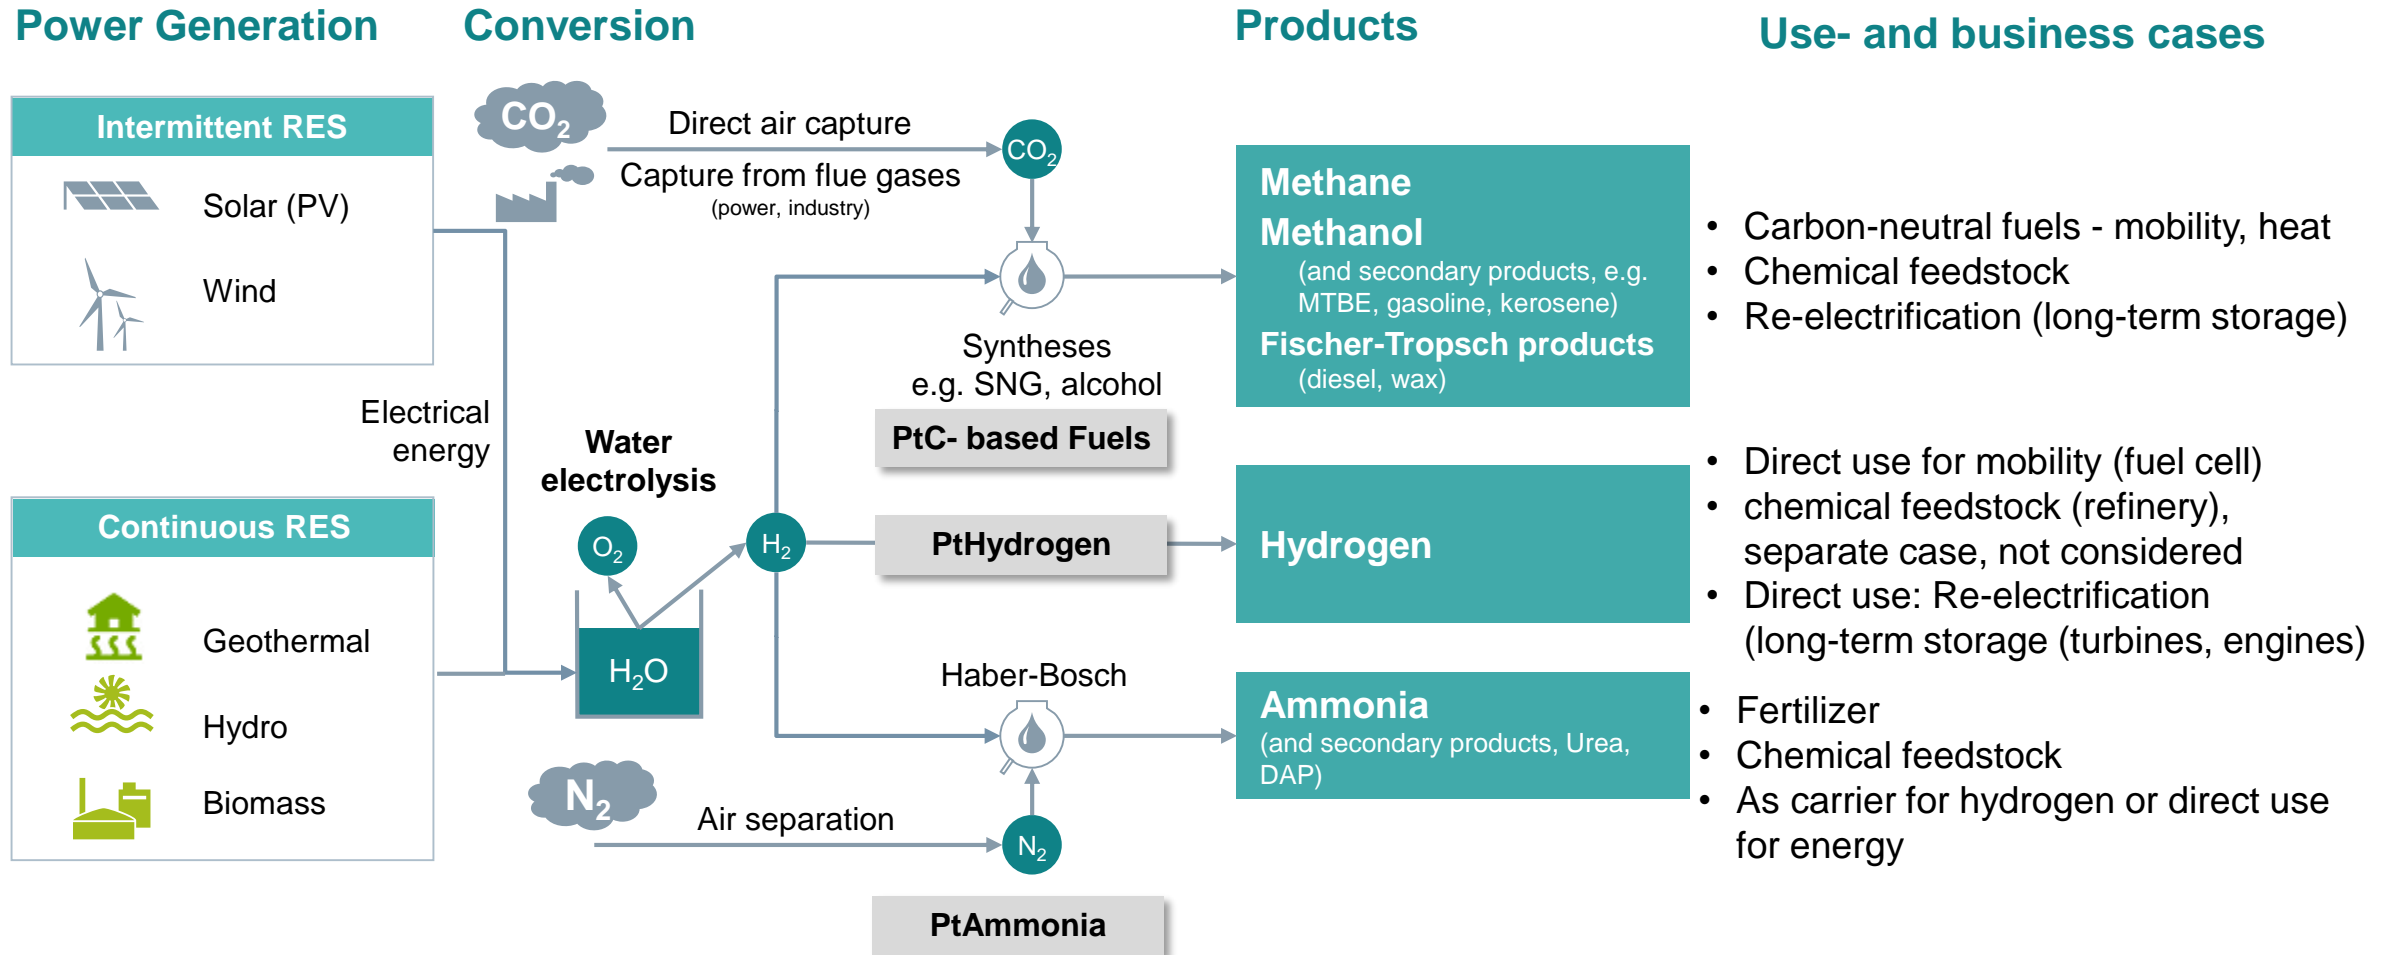 Power Generation
Conversion
Products
Use- and business cases
Intermittent RES
Solar (PV)
Wind
Electrical
energy
Continuous RES
Geothermal
Hydro
Biomass
CO2
Direct air capture
Capture from flue gases
(power, industry)
CO2
Syntheses
e.g. SNG, alcohol
PtC- based Fuels
Water
electrolysis
O2
H2
H2O
PtHydrogen
Haber-Bosch
N2
Air separation
N2
PtAmmonia
Methane
Methanol
(and secondary products, e.g.
MTBE, gasoline, kerosene)
Fischer-Tropsch products
(diesel, wax)
Hydrogen
Ammonia
(and secondary products, Urea,
DAP)
• Carbon-neutral fuels - mobility, heat
• Chemical feedstock
• Re-electrification (long-term storage)
• Direct use for mobility (fuel cell)
• chemical feedstock (refinery),
separate case, not considered
• Direct use: Re-electrification
(long-term storage (turbines, engines)
• Fertilizer
• Chemical feedstock
• As carrier for hydrogen or direct use
for energy